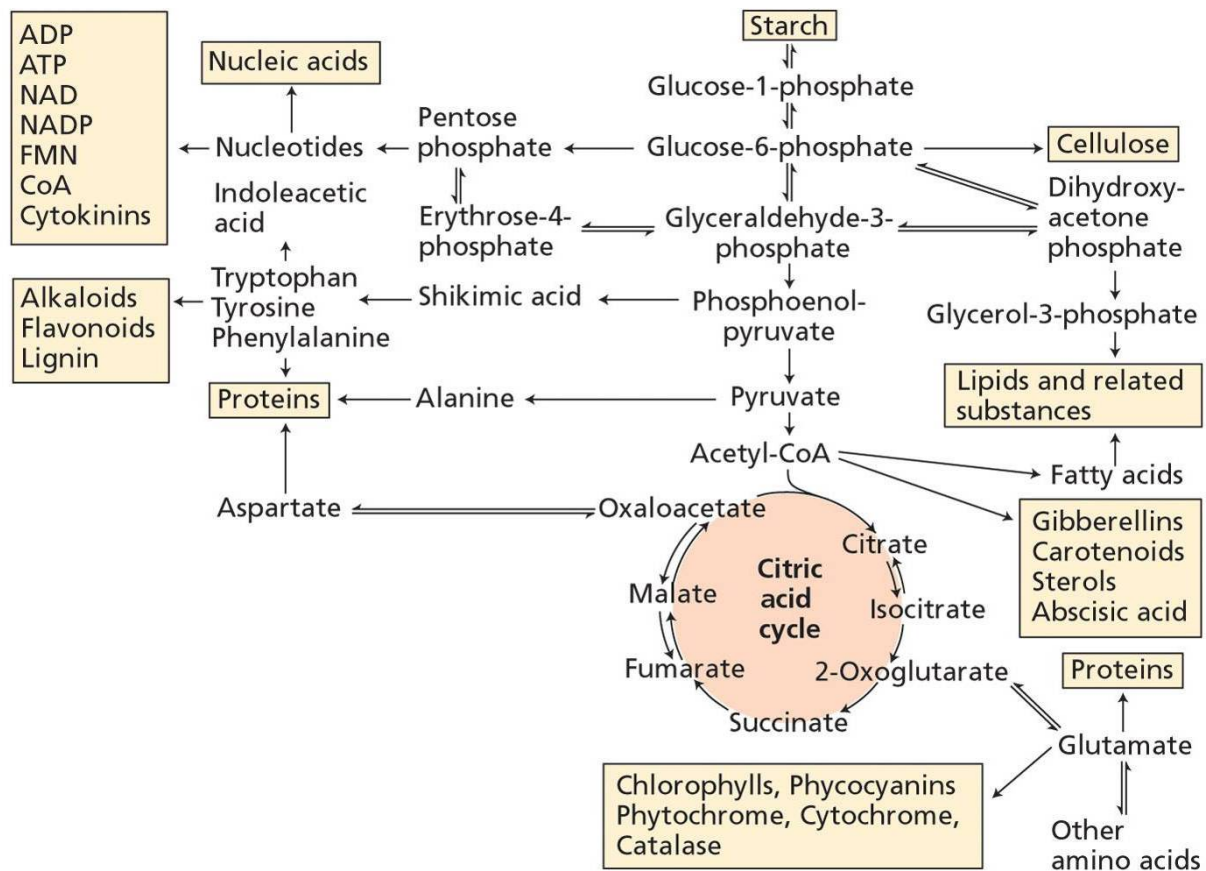 ADP
ATP
NAD
NADP
FMN
CoA
Cytokinins
Nucleic acids
Starch
Glucose-1-phosphate
Nucleotides
Pentose
phosphate
Glucose-6-phosphate
Cellulose
Indoleacetic
acid
Erythrose-4-
phosphate
Glyceraldehyde-3-
phosphate
Dihydroxy-
acetone
phosphate
Alkaloids
Flavonoids
Lignin
Tryptophan
Tyrosine
Phenylalanine
Shikimic acid
Phosphoenol-
pyruvate
Glycerol-3-phosphate
Proteins
Alanine
Pyruvate
Lipids and related
substances
Acetyl-CoA
Fatty acids
Aspartate
Oxaloacetate
Gibberellins
Carotenoids
Sterols
Abscisic acid
Citrate
Citric
acid
cycle
Malate
Isocitrate
Fumarate
2-Oxoglutarate
Succinate
Proteins
Glutamate
Chlorophylls, Phycocyanins
Phytochrome, Cytochrome,
Catalase
Other
amino acids